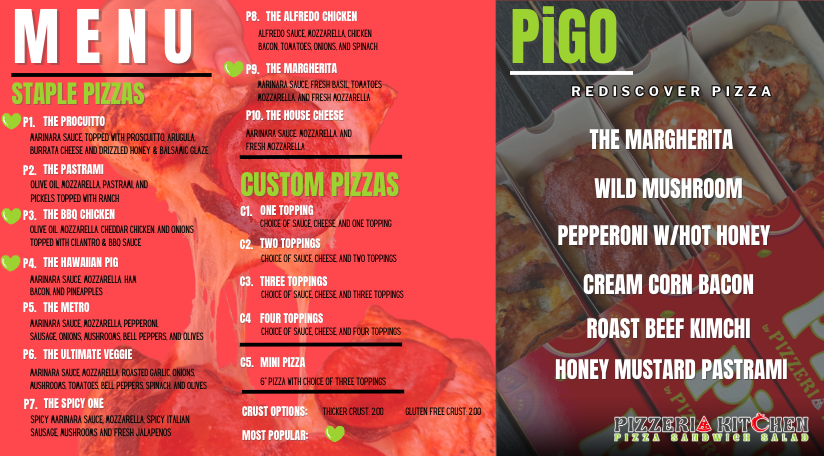 MENU
STAPLE PIZZAS
P1. THE PROCUITTO
MARINARA SAUCE, TOPPED WITH PROSCUITTO, ARUGULA,
BURRATA CHEESE AND DRIZZLED HONEY & BALSAMIC GLAZE
P2. THE PASTRAMI
OLIVE OIL, MOZZARELLA, PASTRAMI, AND
PICKELS TOPPED WITH RANCH
P3. THE BBQ CHICKEN
OLIVE OIL, MOZZARELLA, CHEDDAR, CHICKEN, AND ONIONS
TOPPED WITH CILANTRO & BBQ SAUCE
P4. THE HAWAIIAN PIG
MARINARA SAUCE, MOZZARELLA, HAM,
BACON, AND PINEAPPLES
P5. THE METRO
MARINARA SAUCE, MOZZARELLA, PEPPERONI,
SAUSAGE, ONIONS, MUSHROOMS, BELL PEPPERS, AND OLIVES
P6. THE ULTIMATE VEGGIE
MARINARA SAUCE, MOZZARELLA, ROASTED GARLIC, ONIONS,
MUSHROOMS, TOMATOES, BELL PEPPERS, SPINACH, AND OLIVES
P7. THE SPICY ONE
SPICY MARINARA SAUCE, MOZZARELLA, SPICY ITALIAN
SAUSAGE, MUSHROOMS AND FRESH JALAPENOS
P8. THE ALFREDO CHICKEN
ALFREDO SAUCE, MOZZARELLA, CHICKEN,
BACON, TOMATOES, ONIONS, AND SPINACH
P9. THE MARGHERITA
MARINARA SAUCE, FRESH BASIL, TOMATOES
MOZZARELLA, AND FRESH MOZZARELLA
P10. THE HOUSE CHEESE
MARINARA SAUCE, MOZZARELLA, AND
FRESH MOZZARELLA
CUSTOM PIZZAS
C1. ONE TOPPING
CHOICE OF SAUCE, CHEESE, AND ONE TOPPING
C2. TWO TOPPINGS
CHOICE OF SAUCE, CHEESE, AND TWO TOPPINGS
C3. THREE TOPPINGS
CHOICE OF SAUCE, CHEESE, AND THREE TOPPINGS
C4 FOUR TOPPINGS
CHOICE OF SAUCE, CHEESE, AND FOUR TOPPINGS
C5. MINI PIZZA
6" PIZZA WITH CHOICE OF THREE TOPPINGS
CRUST OPTIONS: THICKER CRUST: 2.00 GLUTEN FREE CRUST: 2.00
MOST POPULAR:
PiGO
REDISCOVER PIZZA
THE MARGHERITA
WILD MUSHROOM
PEPPERONI W/HOT HONEY
CREAM CORN BACON
ROAST BEEF KIMCHI
HONEY MUSTARD PASTRAMI
PIZZERIA KITCHEN
PIZZA SANDWICH SALAD